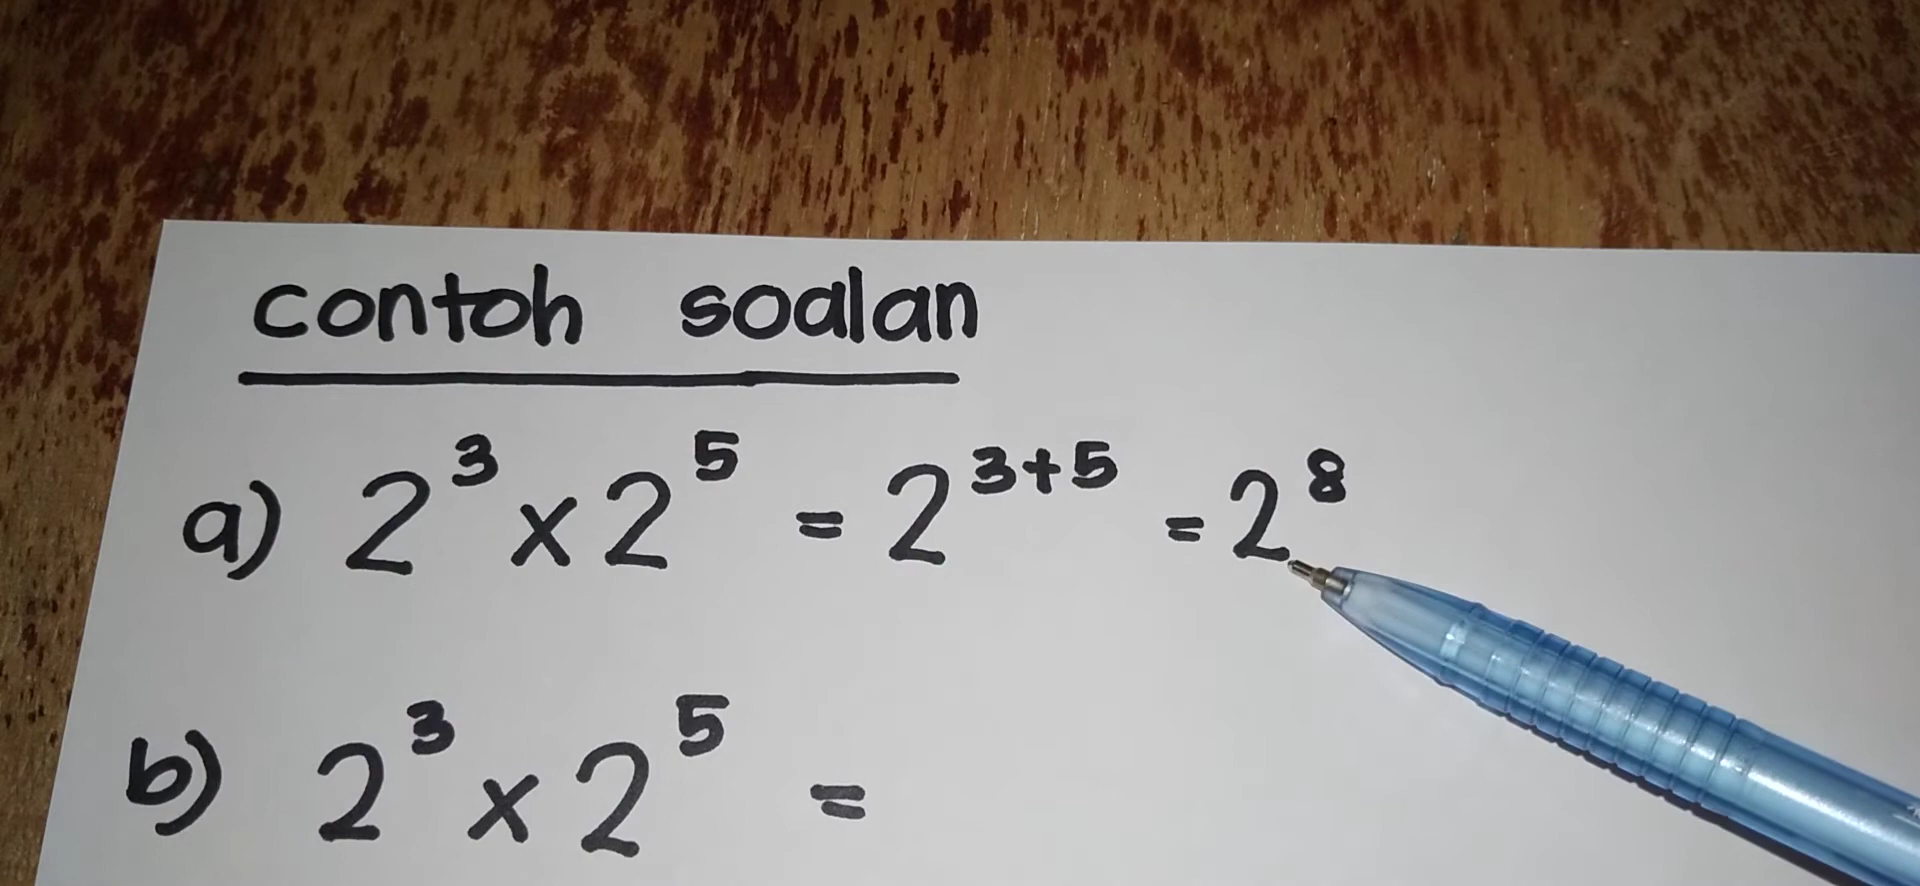 contoh soalan
a) 2³ x 2⁵ = 2³⁺⁵ = 2⁸
b) 2³ x 2⁵ =